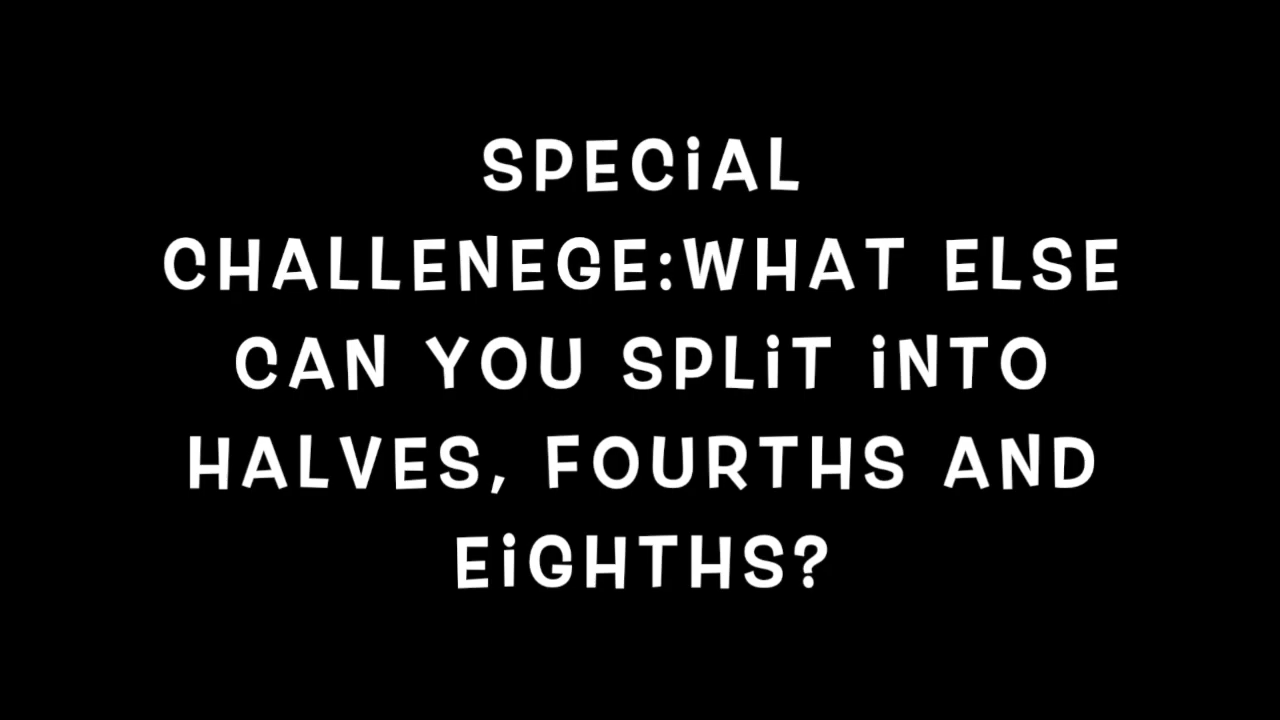 SPECiAL
CHALLENEGE:WHAT ELSE
CAN YOU SPLiT iNTO
HALVES, FOURTHS AND
EiGHTHS?